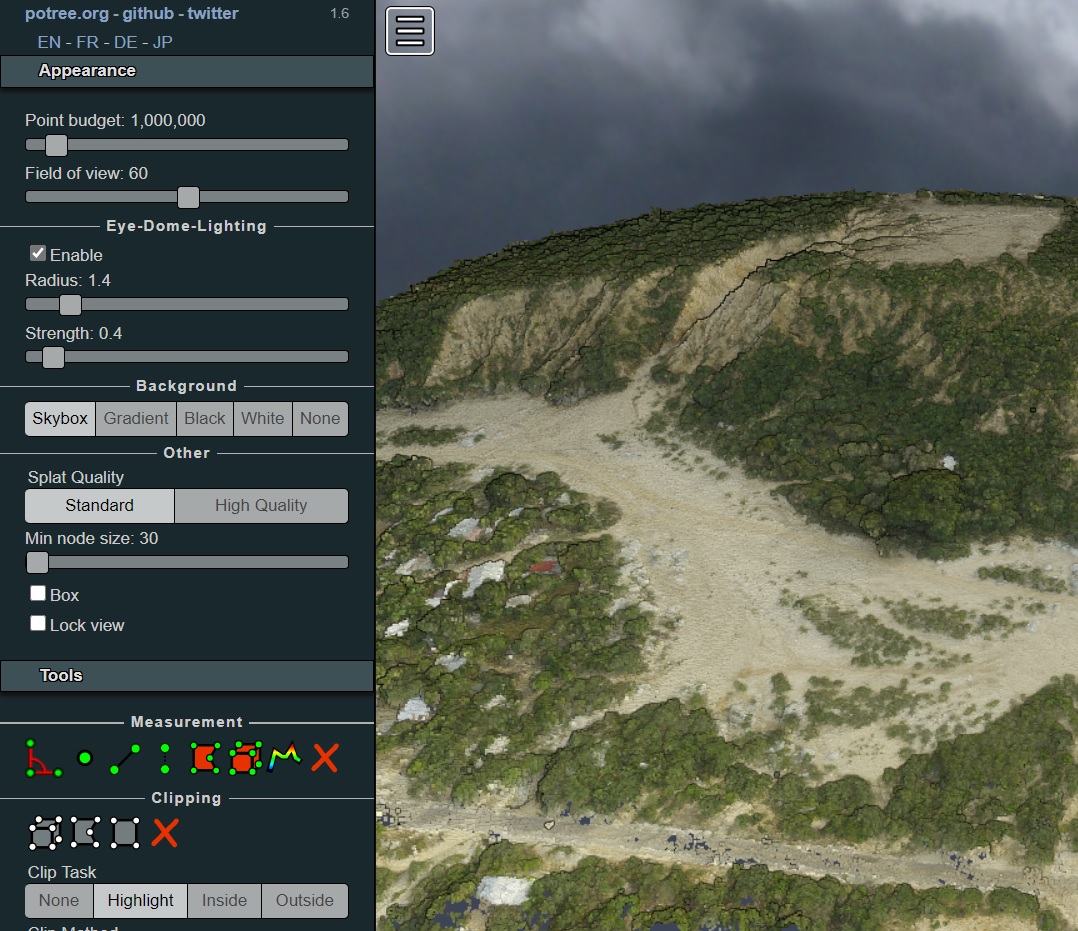 potree.org - github - twitter 1.6
EN - FR - DE - JP
Appearance
Point budget: 1,000,000
Field of view: 60
Eye-Dome-Lighting
Enable
Radius: 1.4
Strength: 0.4
Background
Skybox Gradient Black White None
Other
Splat Quality
Standard High Quality
Min node size: 30
Box
Lock view
Tools
Measurement
Clipping
Clip Task
None Highlight Inside Outside
Clip Method